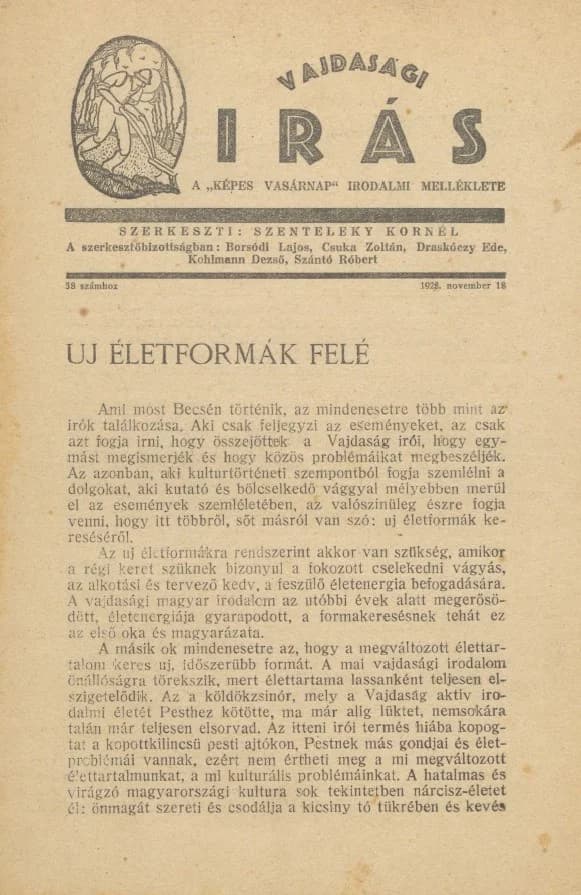 VAJDASÁGI
IRÁS
A „KÉPES VASÁRNAP“ IRODALMI MELLÉKLETE
SZERKESZTI: SZENTELEKY KORNÉL
A szerkesztőbizottságban: Borsódi Lajos, Csuka Zoltán, Draskóczy Ede,
Kohlmann Dezső, Szántó Róbert
38 számhoz 1928. november 18
UJ ÉLETFORMÁK FELÉ
Ami most Becsén történik, az mindenesetre több mint az
irók találkozása. Aki csak feljegyzi az eseményeket, az csak
azt fogja irni, hogy összejöttek a Vajdaság irói, hogy egy-
mást megismerjék és hogy közös problémáikat megbeszéljék.
Az azonban, aki kulturtörténeti szempontból fogja szemlélni a
dolgokat, aki kutató és bölcselkedő vággyal mélyebben merül
el az események szemléletében, az valószinüleg észre fogja
venni, hogy itt többről, sőt másról van szó: uj életformák ke-
reséséről.
Az uj életformákra rendszerint akkor van szükség, amikor
a régi keret szüknek bizonyul a fokozott cselekedni vágyás,
az alkotási és tervező kedv, a feszülő életenergia befogadására.
A vajdasági magyar irodalom az utóbbi évek alatt megerősö-
dött, életenergiája gyarapodott, a formakeresésnek tehát ez
az első oka és magyarázata.
A másik ok mindenesetre az, hogy a megváltozott élettar-
talom keres uj, időszerübb formát. A mai vajdasági irodalom
önállóságra törekszik, mert élettartama lassanként teljesen el-
szigetelődik. Az a köldökzsinór, mely a Vajdaság aktiv iro-
dalmi életét Pesthez kötötte, ma már alig lüktet, nemsokára
talán már teljesen elsorvad. Az itteni irói termés hiába kopog-
tat a kopottkilincsü pesti ajtókon, Pestnek más gondjai és élet-
problémái vannak, ezért nem értheti meg a mi megváltozott
élettartalmunkat, a mi kulturális problémáinkat. A hatalmas és
virágzó magyarországi kultura sok tekintetben nárcisz-életet
él: önmagát szereti és csodálja a kicsiny tó tükrében és kevés